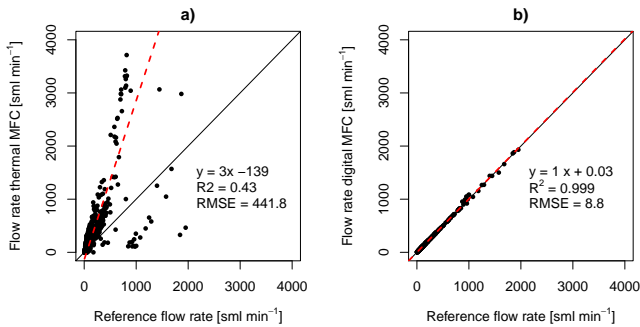 a)
Flow rate thermal MFC [sml min⁻¹]
4000
3000
2000
1000
0
y = 3x −139
R2 = 0.43
RMSE = 441.8
0 1000 2000 3000 4000
Reference flow rate [sml min⁻¹]
b)
Flow rate digital MFC [sml min⁻¹]
4000
3000
2000
1000
0
y = 1 x + 0.03
R² = 0.999
RMSE = 8.8
0 1000 2000 3000 4000
Reference flow rate [sml min⁻¹]